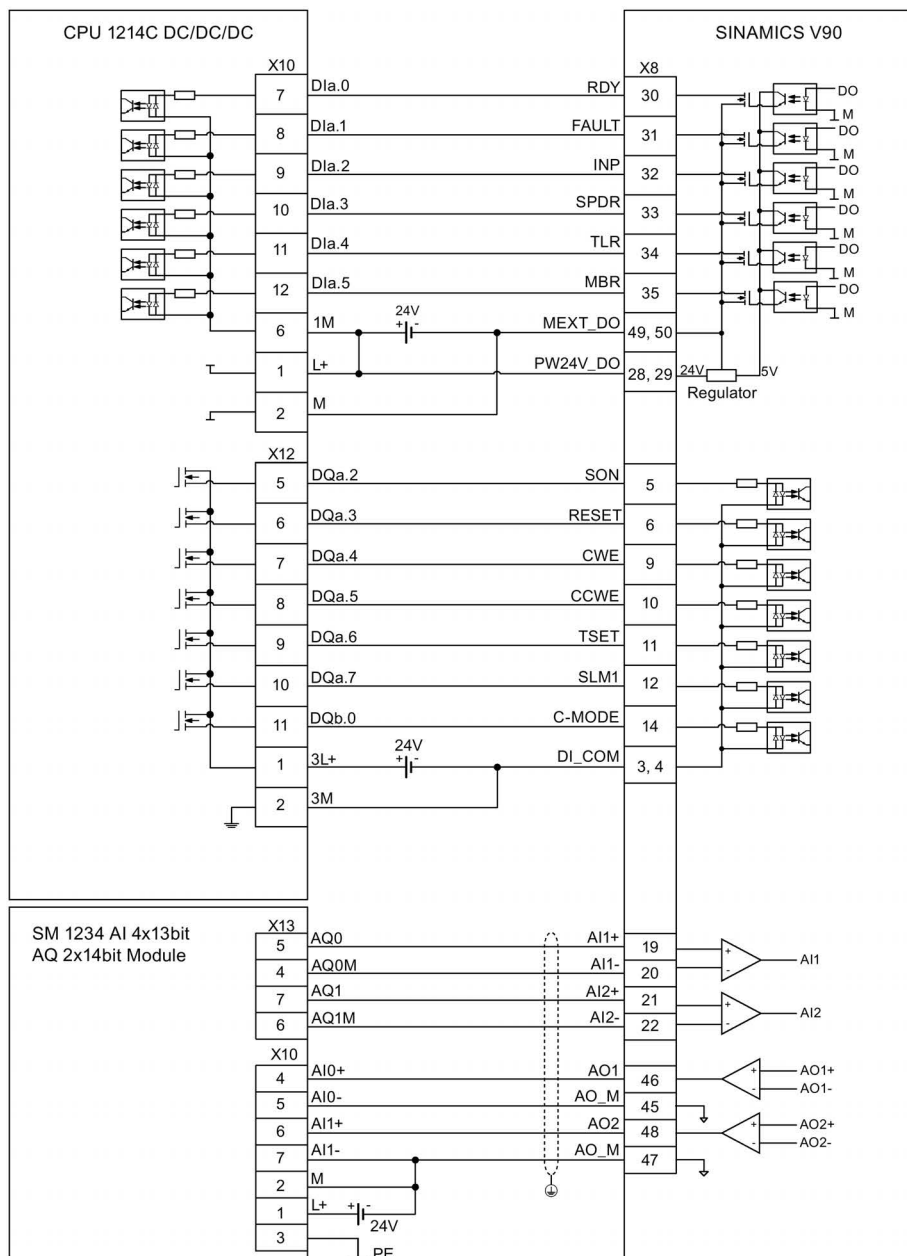 CPU 1214C DC/DC/DC SINAMICS V90
X10 X8
7 DIa.0 RDY 30 DO
M
8 DIa.1 FAULT 31 DO
M
9 DIa.2 INP 32 DO
M
10 DIa.3 SPDR 33 DO
M
11 DIa.4 TLR 34 DO
M
12 DIa.5 MBR 35 DO
M
24V
6 1M + - MEXT_DO 49, 50
1 L+ PW24V_DO 28, 29 24V 5V
Regulator
2 M
X12
5 DQa.2 SON 5
6 DQa.3 RESET 6
7 DQa.4 CWE 9
8 DQa.5 CCWE 10
9 DQa.6 TSET 11
10 DQa.7 SLM1 12
11 DQb.0 C-MODE 14
24V
1 3L+ + - DI_COM 3, 4
2 3M
SM 1234 AI 4x13bit
AQ 2x14bit Module
X13
5 AQ0 AI1+ 19 +
AI1
4 AQ0M AI1- 20 -
7 AQ1 AI2+ 21 +
AI2
6 AQ1M AI2- 22 -
X10
4 AI0+ AO1 46 + AO1+
- AO1-
5 AI0- AO_M 45
6 AI1+ AO2 48 + AO2+
- AO2-
7 AI1- AO_M 47
2 M
1 L+ + -
24V
3
PE